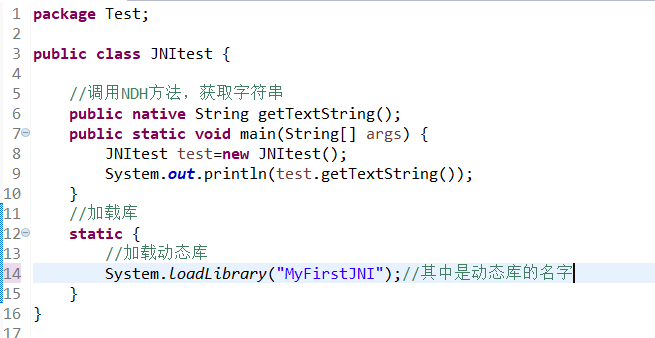 1 package Test;
2
3 public class JNItest {
4
5 //调用NDH方法，获取字符串
6 public native String getTextString();
7 public static void main(String[] args) {
8 JNItest test=new JNItest();
9 System.out.println(test.getTextString());
10 }
11 //加载库
12 static {
13 //加载动态库
14 System.loadLibrary("MyFirstJNI");//其中是动态库的名字
15 }
16 }
17